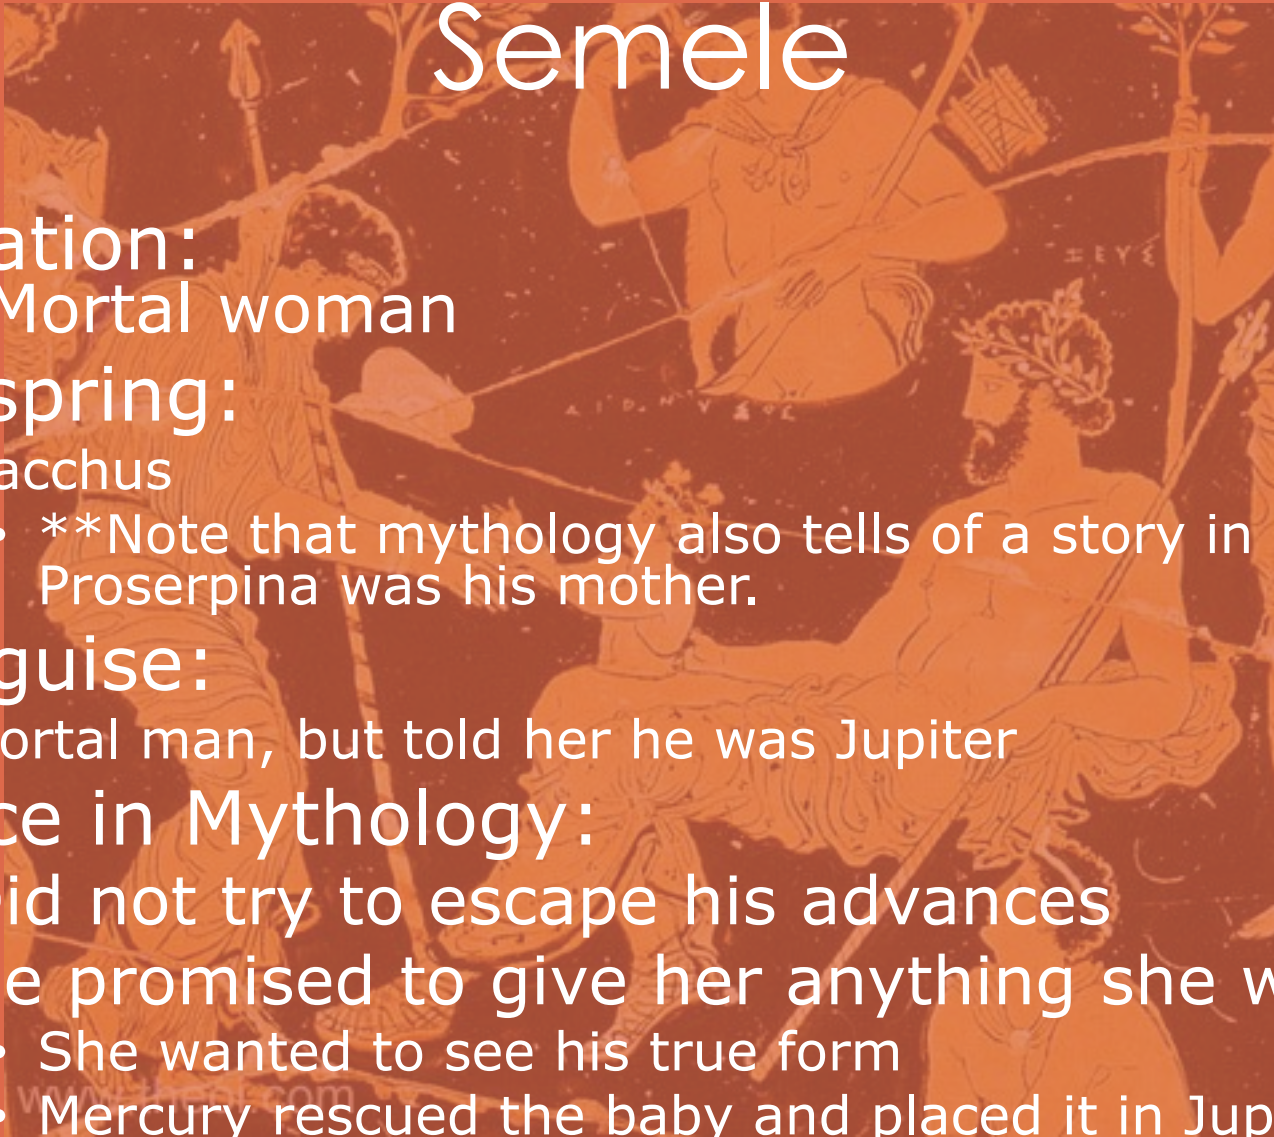 Semele
ation:
Mortal woman
spring:
acchus
• **Note that mythology also tells of a story in
Proserpina was his mother.
guise:
ortal man, but told her he was Jupiter
ce in Mythology:
id not try to escape his advances
e promised to give her anything she w
• She wanted to see his true form
• Mercury rescued the baby and placed it in Jup